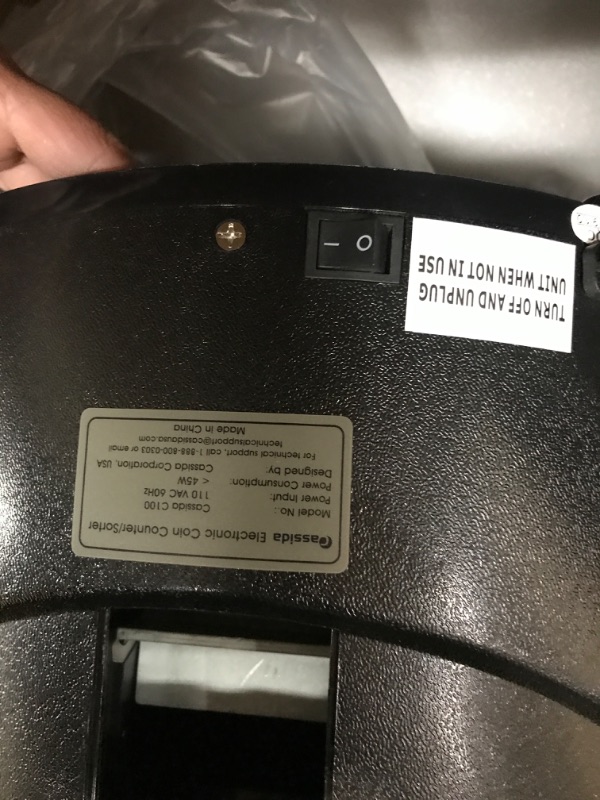 Cassida Electronic Coin Counter/Sorter
Model No.: Cassida C100
Power Input: 110 VAC 60Hz
Power Consumption: < 45W
Designed by: Cassida Corporation, USA
For technical support, call, 1-888-800-0303 or email
technicalsupport@cassidausa.com
Made in China
TURN OFF AND UNPLUG
UNIT WHEN NOT IN USE